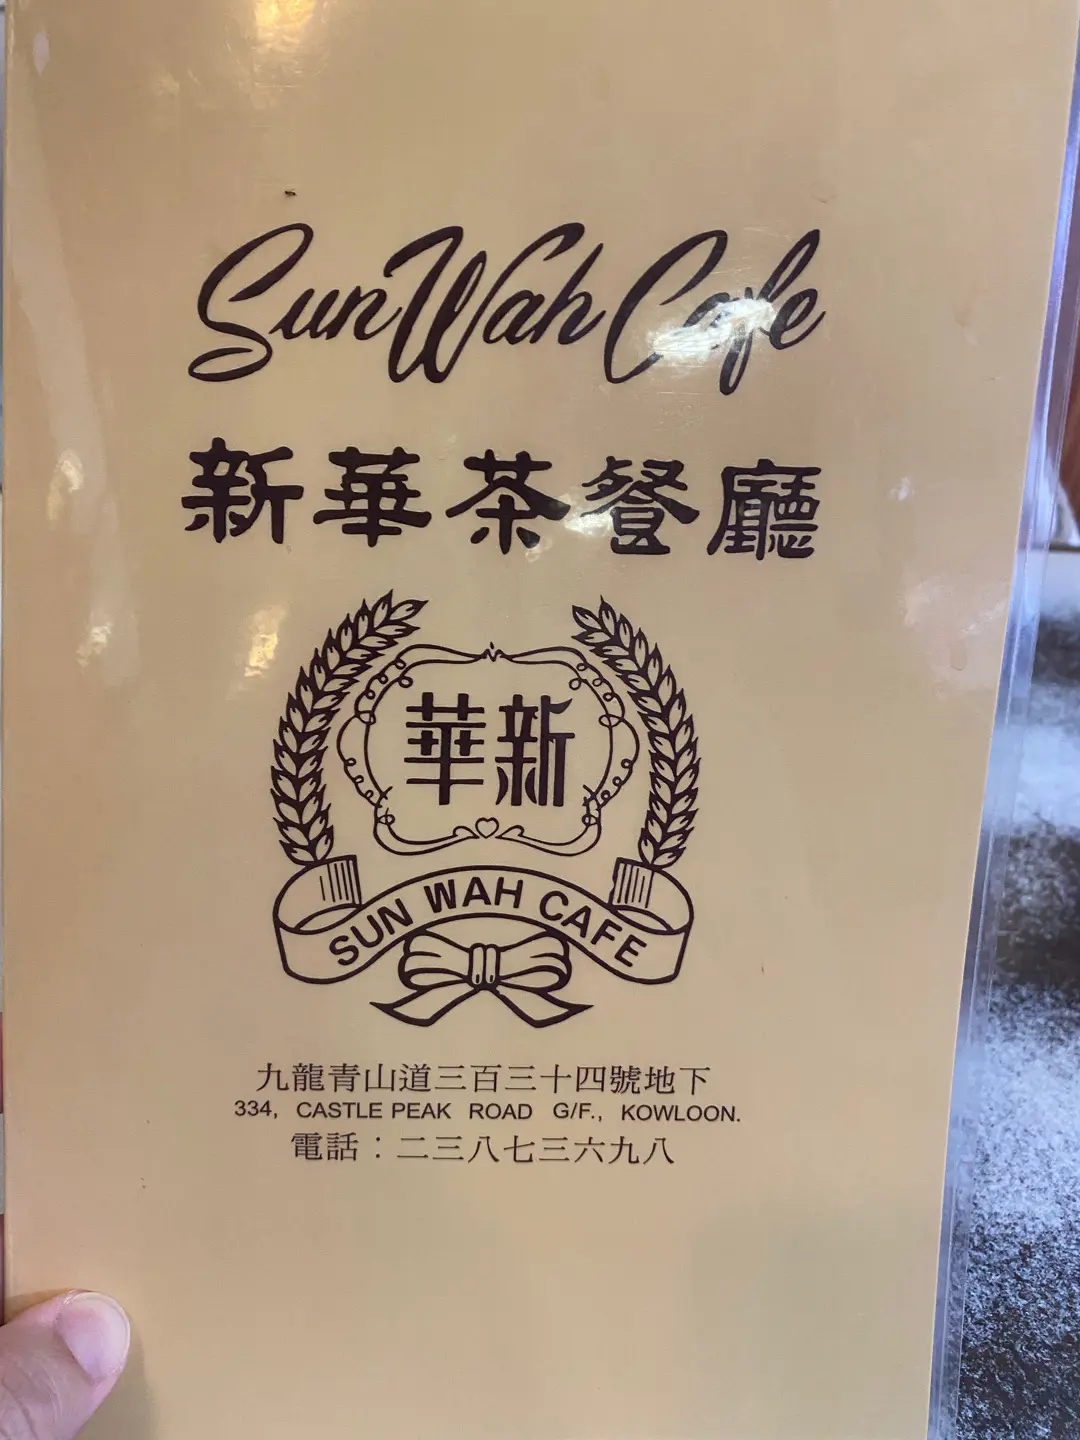 Sun Wah Cafe
新華茶餐廳
華新
SUN WAH CAFE
九龍青山道三百三十四號地下
334, CASTLE PEAK ROAD G/F., KOWLOON.
電話：二三八七三六九八